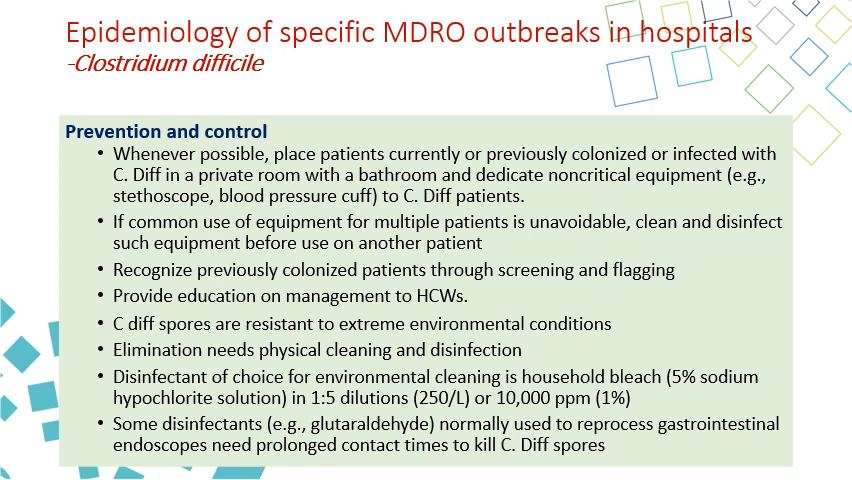 Epidemiology of specific MDRO outbreaks in hospitals
-Clostridium difficile
Prevention and control
• Whenever possible, place patients currently or previously colonized or infected with
C. Diff in a private room with a bathroom and dedicate noncritical equipment (e.g.,
stethoscope, blood pressure cuff) to C. Diff patients.
• If common use of equipment for multiple patients is unavoidable, clean and disinfect
such equipment before use on another patient
• Recognize previously colonized patients through screening and flagging
• Provide education on management to HCWs.
• C diff spores are resistant to extreme environmental conditions
• Elimination needs physical cleaning and disinfection
• Disinfectant of choice for environmental cleaning is household bleach (5% sodium
hypochlorite solution) in 1:5 dilutions (250/L) or 10,000 ppm (1%)
• Some disinfectants (e.g., glutaraldehyde) normally used to reprocess gastrointestinal
endoscopes need prolonged contact times to kill C. Diff spores